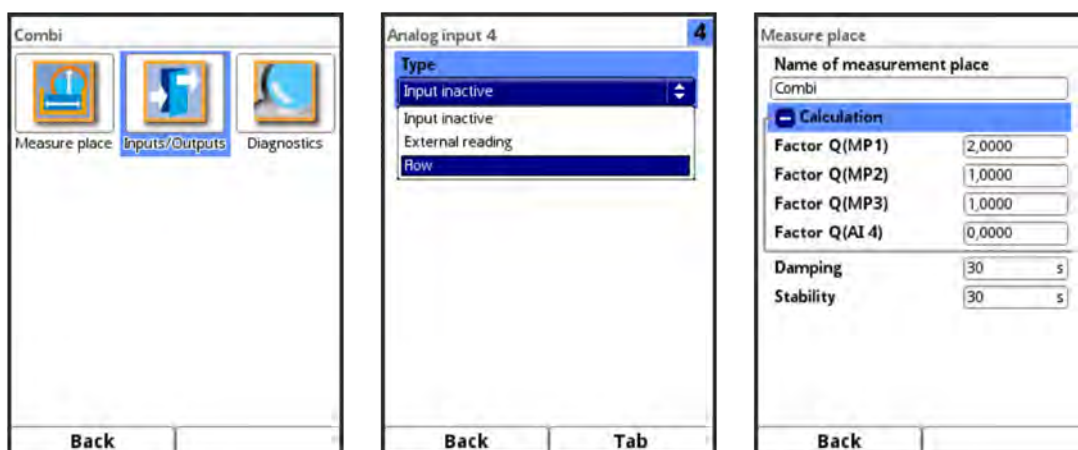 Combi
Measure place Inputs/Outputs Diagnostics
Back
Analog input 4
4
Type
Input inactive
Input inactive
External reading
Flow
Back Tab
Measure place
Name of measurement place
Combi
Calculation
Factor Q(MP1) 2,0000
Factor Q(MP2) 1,0000
Factor Q(MP3) 1,0000
Factor Q(AI 4) 0,0000
Damping 30 s
Stability 30 s
Back